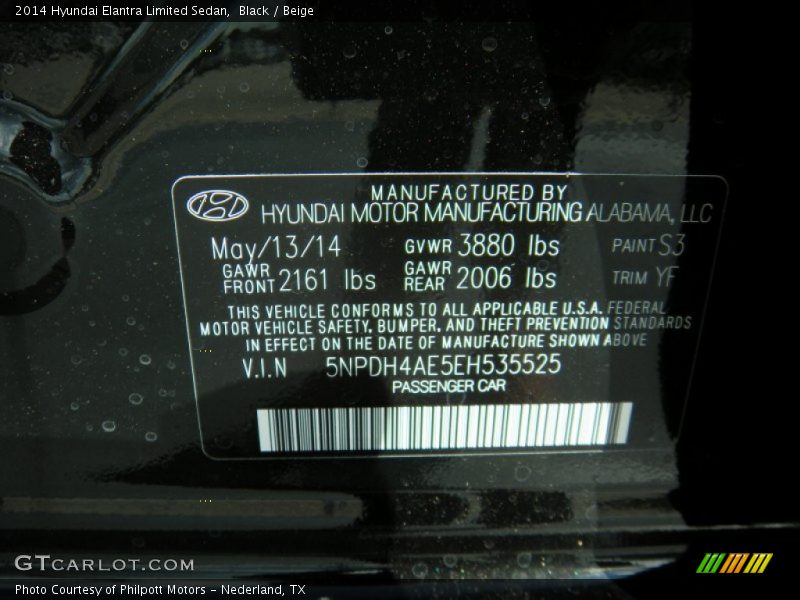 2014 Hyundai Elantra Limited Sedan, Black / Beige
MANUFACTURED BY
HYUNDAI MOTOR MANUFACTURING ALABAMA, LLC
May/13/14 GVWR 3880 lbs PAINT S3
GAWR FRONT 2161 lbs GAWR REAR 2006 lbs TRIM YF
THIS VEHICLE CONFORMS TO ALL APPLICABLE U.S.A. FEDERAL
MOTOR VEHICLE SAFETY, BUMPER, AND THEFT PREVENTION STANDARDS
IN EFFECT ON THE DATE OF MANUFACTURE SHOWN ABOVE
V.I.N 5NPDH4AE5EH535525
PASSENGER CAR
GTCARLOT.COM
Photo Courtesy of Philpott Motors - Nederland, TX